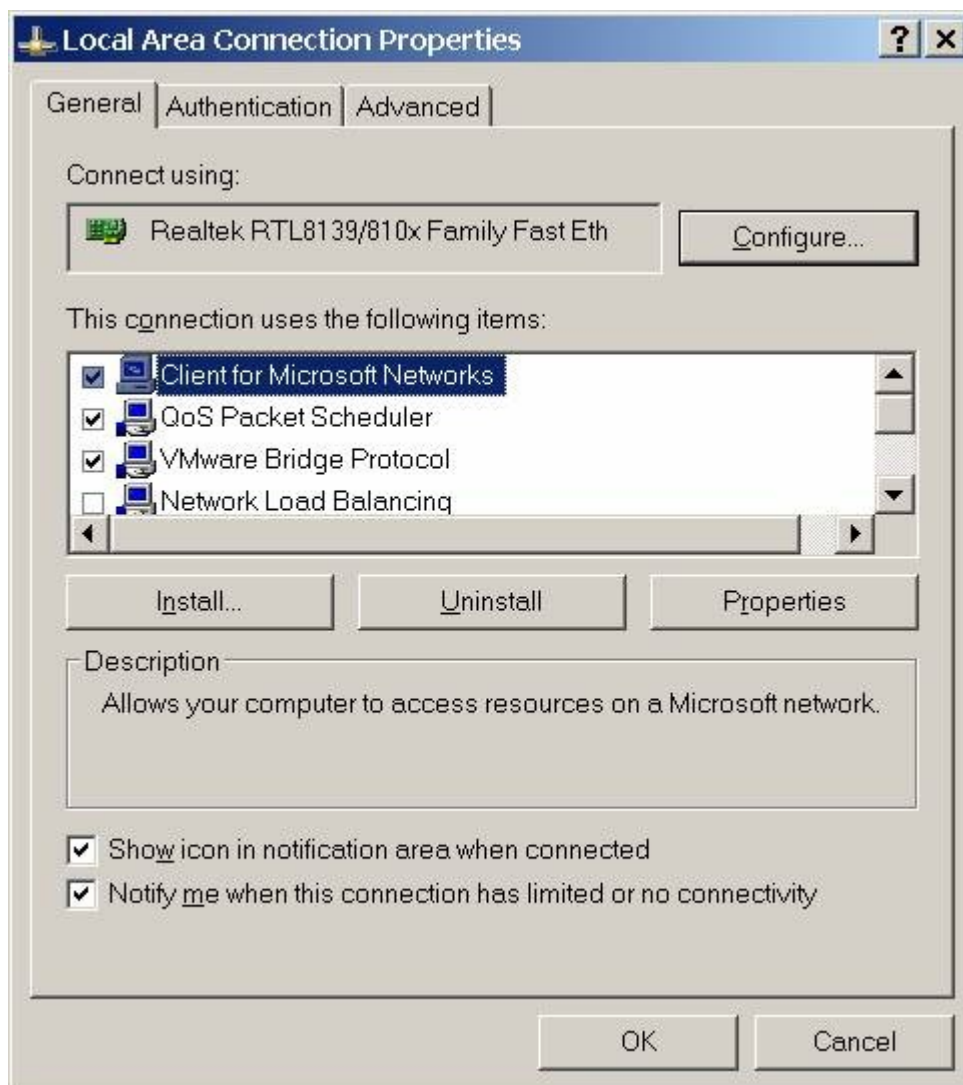 Local Area Connection Properties
General Authentication Advanced
Connect using:
Realtek RTL8139/810x Family Fast Eth
Configure...
This connection uses the following items:
Client for Microsoft Networks
QoS Packet Scheduler
VMware Bridge Protocol
Network Load Balancing
Install... Uninstall Properties
Description
Allows your computer to access resources on a Microsoft network.
Show icon in notification area when connected
Notify me when this connection has limited or no connectivity
OK Cancel